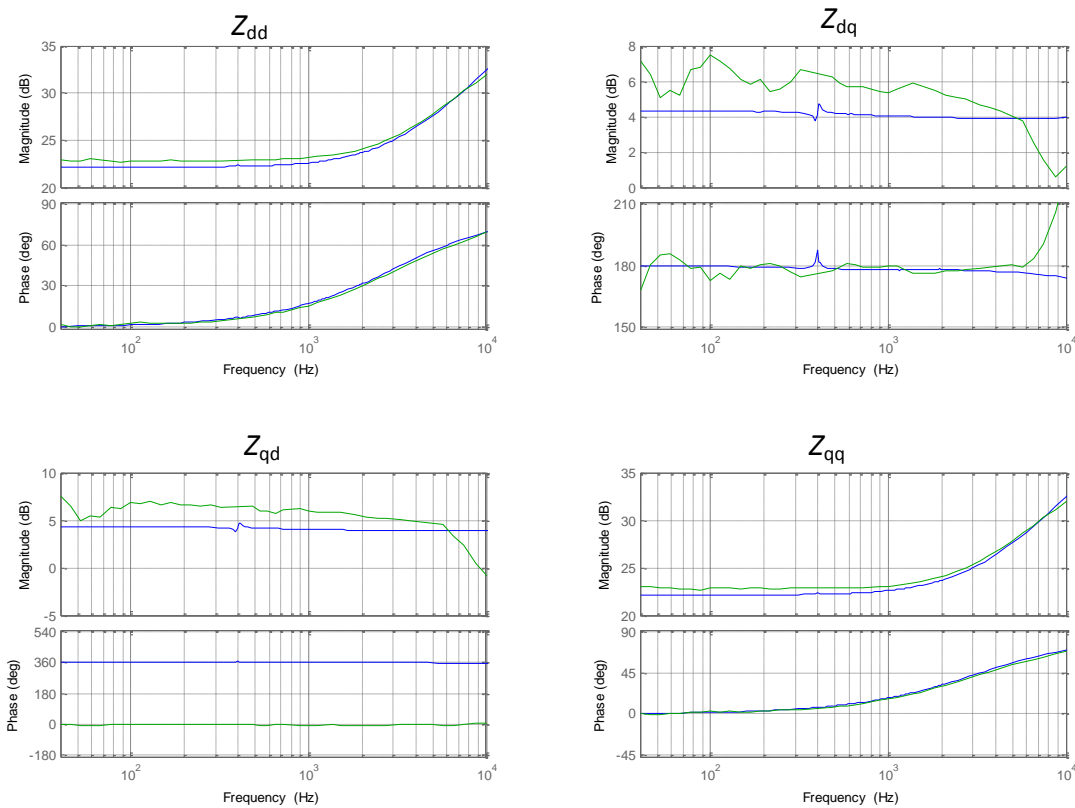 Z_dd
Magnitude (dB)
35
30
25
20
Phase (deg)
90
60
30
0
10^2
10^3
10^4
Frequency (Hz)
Z_dq
Magnitude (dB)
8
6
4
2
0
Phase (deg)
210
180
150
10^2
10^3
10^4
Frequency (Hz)
Z_qd
Magnitude (dB)
10
5
0
-5
Phase (deg)
540
360
180
0
-180
10^2
10^3
10^4
Frequency (Hz)
Z_qq
Magnitude (dB)
35
30
25
20
Phase (deg)
90
45
0
-45
10^2
10^3
10^4
Frequency (Hz)